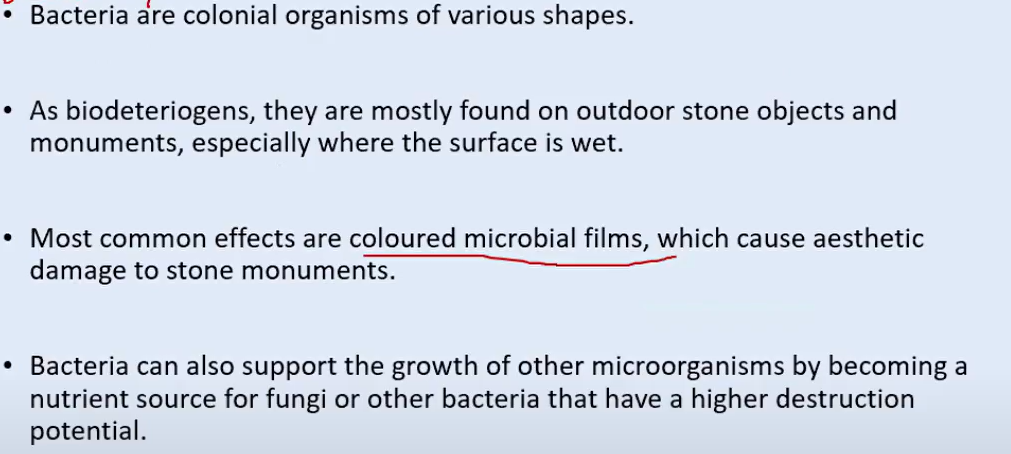 • Bacteria are colonial organisms of various shapes.
• As biodeteriogens, they are mostly found on outdoor stone objects and
monuments, especially where the surface is wet.
• Most common effects are coloured microbial films, which cause aesthetic
damage to stone monuments.
• Bacteria can also support the growth of other microorganisms by becoming a
nutrient source for fungi or other bacteria that have a higher destruction
potential.